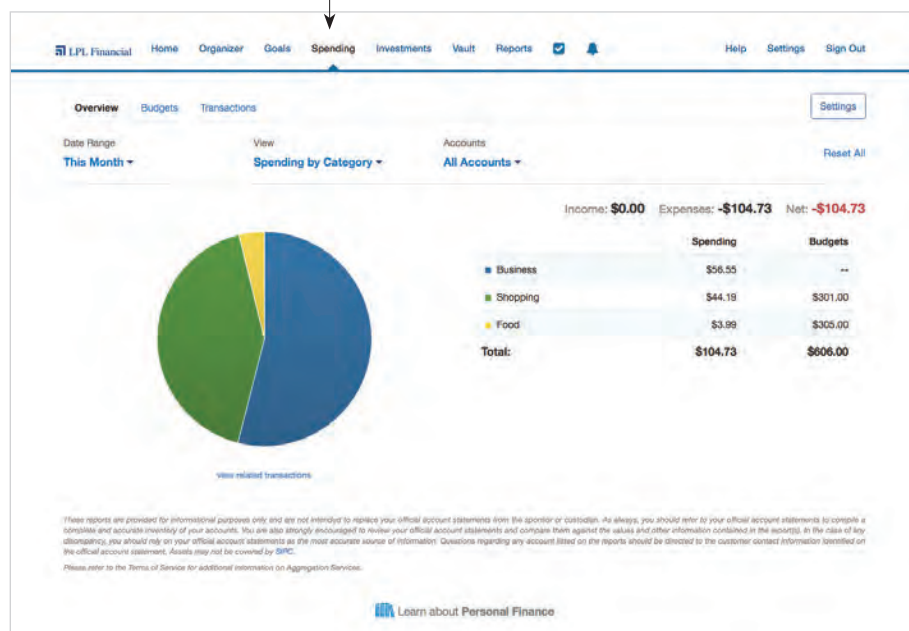 LPL Financial Home Organizer Goals Spending Investments Vault Reports Help Settings Sign Out
Overview Budgets Transactions Settings
Date Range View Accounts
This Month Spending by Category All Accounts Reset All
Income: $0.00 Expenses: -$104.73 Net: -$104.73
Spending Budgets
Business $56.55 --
Shopping $44.19 $301.00
Food $3.99 $305.00
Total: $104.73 $606.00
view related transactions
These reports are provided for informational purposes only and are not intended to replace your official account statements from the sponsor or custodian. As always, you should refer to your official account statements to compile a
complete and accurate inventory of your accounts. You are also strongly encouraged to review your official account statements and compare them against the values and other information contained in the report(s). In the case of any
discrepancy, you should rely on your official account statements as the most accurate source of information. Questions regarding any account listed on the reports should be directed to the customer contact information identified on
the official account statement. Assets may not be covered by SIPC.
Please refer to the Terms of Service for additional information on Aggregation Services.
Learn about Personal Finance